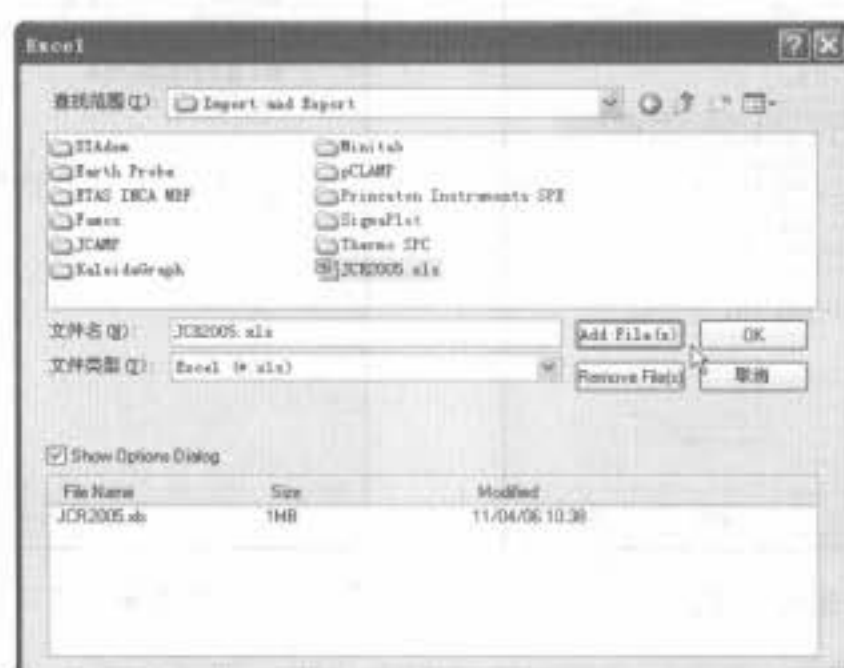 Excel
查找范围(I): Import and Export
DIAdem
Earth Probe
ETAS INCA MDF
Famos
JCAMP
KaleidaGraph
Minitab
pCLAMP
Princeton Instruments SPE
SigmaPlot
Thermo SPC
JCR2005.xls
文件名(N): JCR2005.xls
Add File(s)
OK
文件类型(T): Excel (*.xls)
Remove File(s)
取消
Show Options Dialog
File Name Size Modified
JCR2005.xls 1MB 11/04/06 10:38